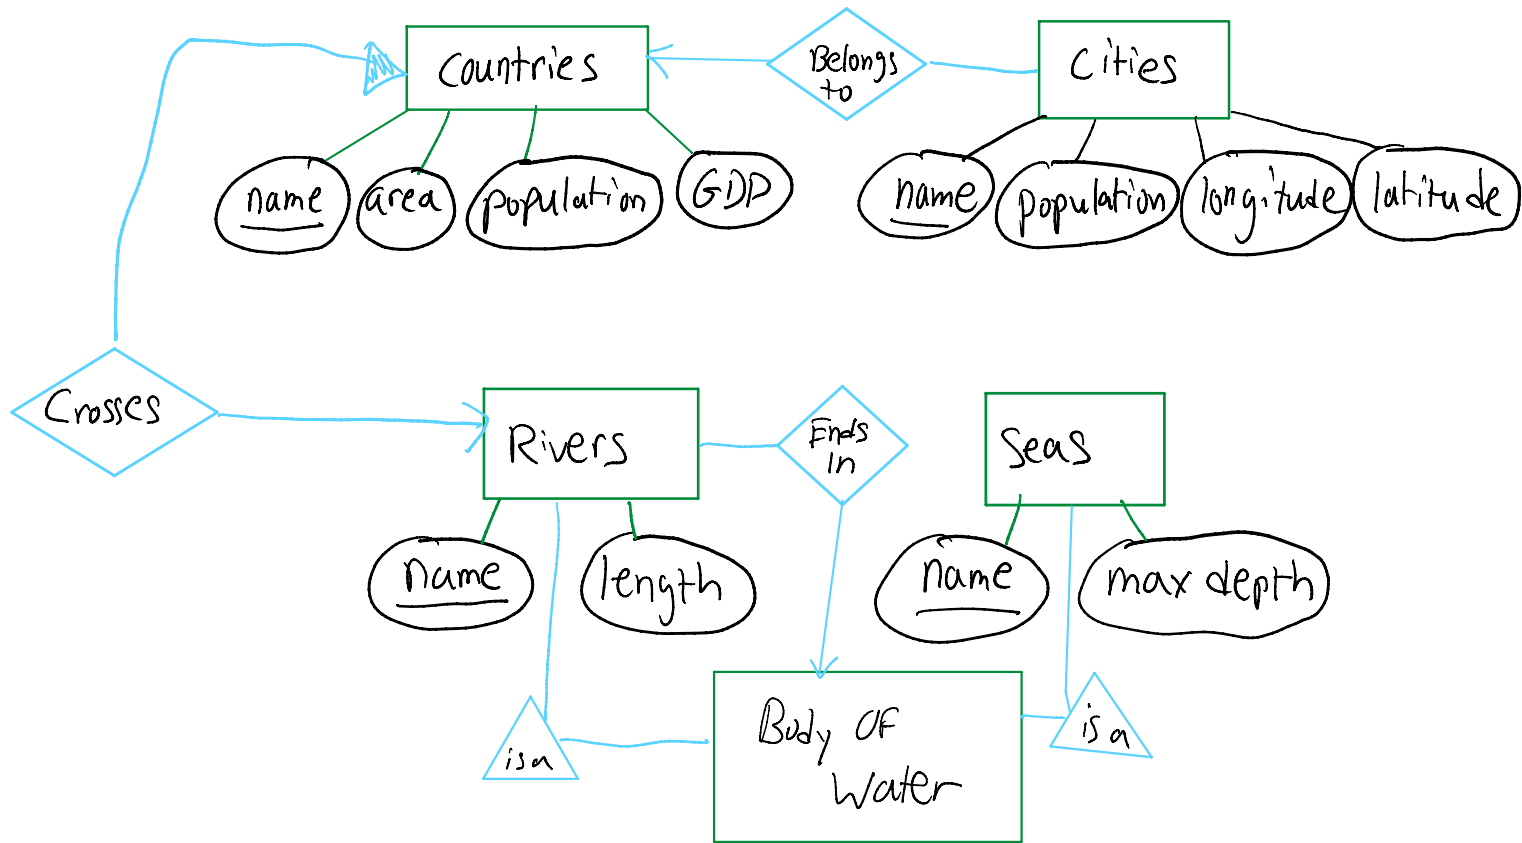 Countries
Belongs
to
Cities
name
area
population
GDP
name
population
longitude
latitude
Crosses
Rivers
Ends
In
Seas
name
length
name
max depth
is a
Body OF
Water
is a